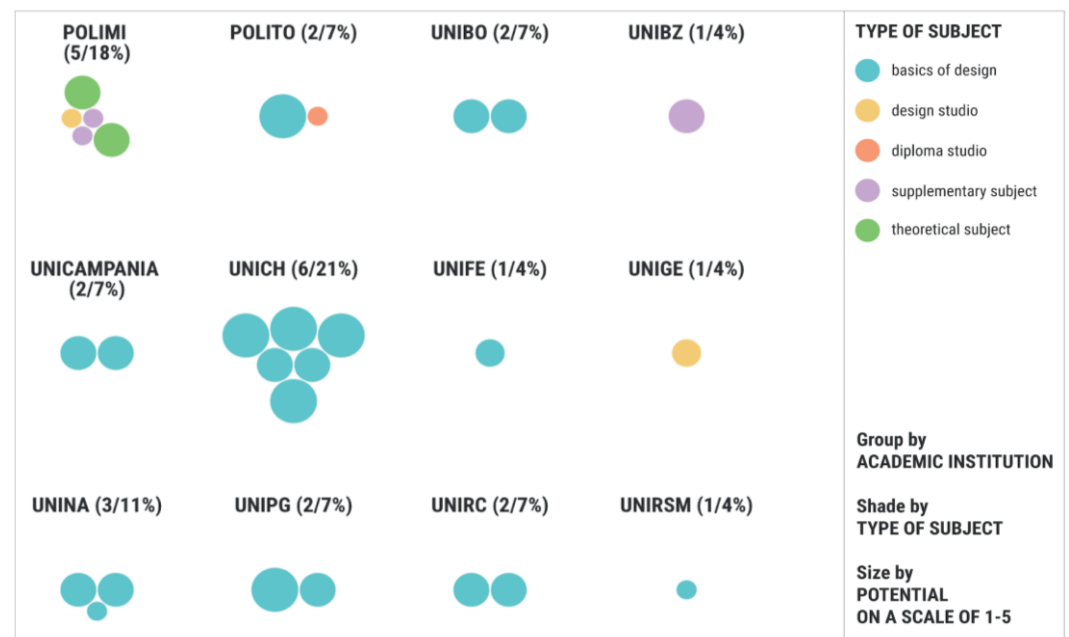 POLIMI
(5/18%)
POLITO (2/7%)
UNIBO (2/7%)
UNIBZ (1/4%)
UNICAMPANIA
(2/7%)
UNICH (6/21%)
UNIFE (1/4%)
UNIGE (1/4%)
UNINA (3/11%)
UNIPG (2/7%)
UNIRC (2/7%)
UNIRSM (1/4%)
TYPE OF SUBJECT
basics of design
design studio
diploma studio
supplementary subject
theoretical subject
Group by
ACADEMIC INSTITUTION
Shade by
TYPE OF SUBJECT
Size by
POTENTIAL
ON A SCALE OF 1-5